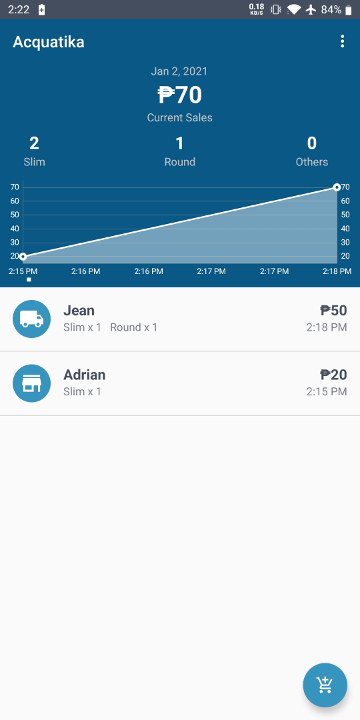 2:22
0.18
KB/S
84%
Acquatika
Jan 2, 2021
₱70
Current Sales
2 1 0
Slim Round Others
70 70
60 60
50 50
40 40
30 30
20 20
2:15 PM 2:16 PM 2:16 PM 2:17 PM 2:17 PM 2:18 PM
Jean ₱50
Slim x 1 Round x 1 2:18 PM
Adrian ₱20
Slim x 1 2:15 PM